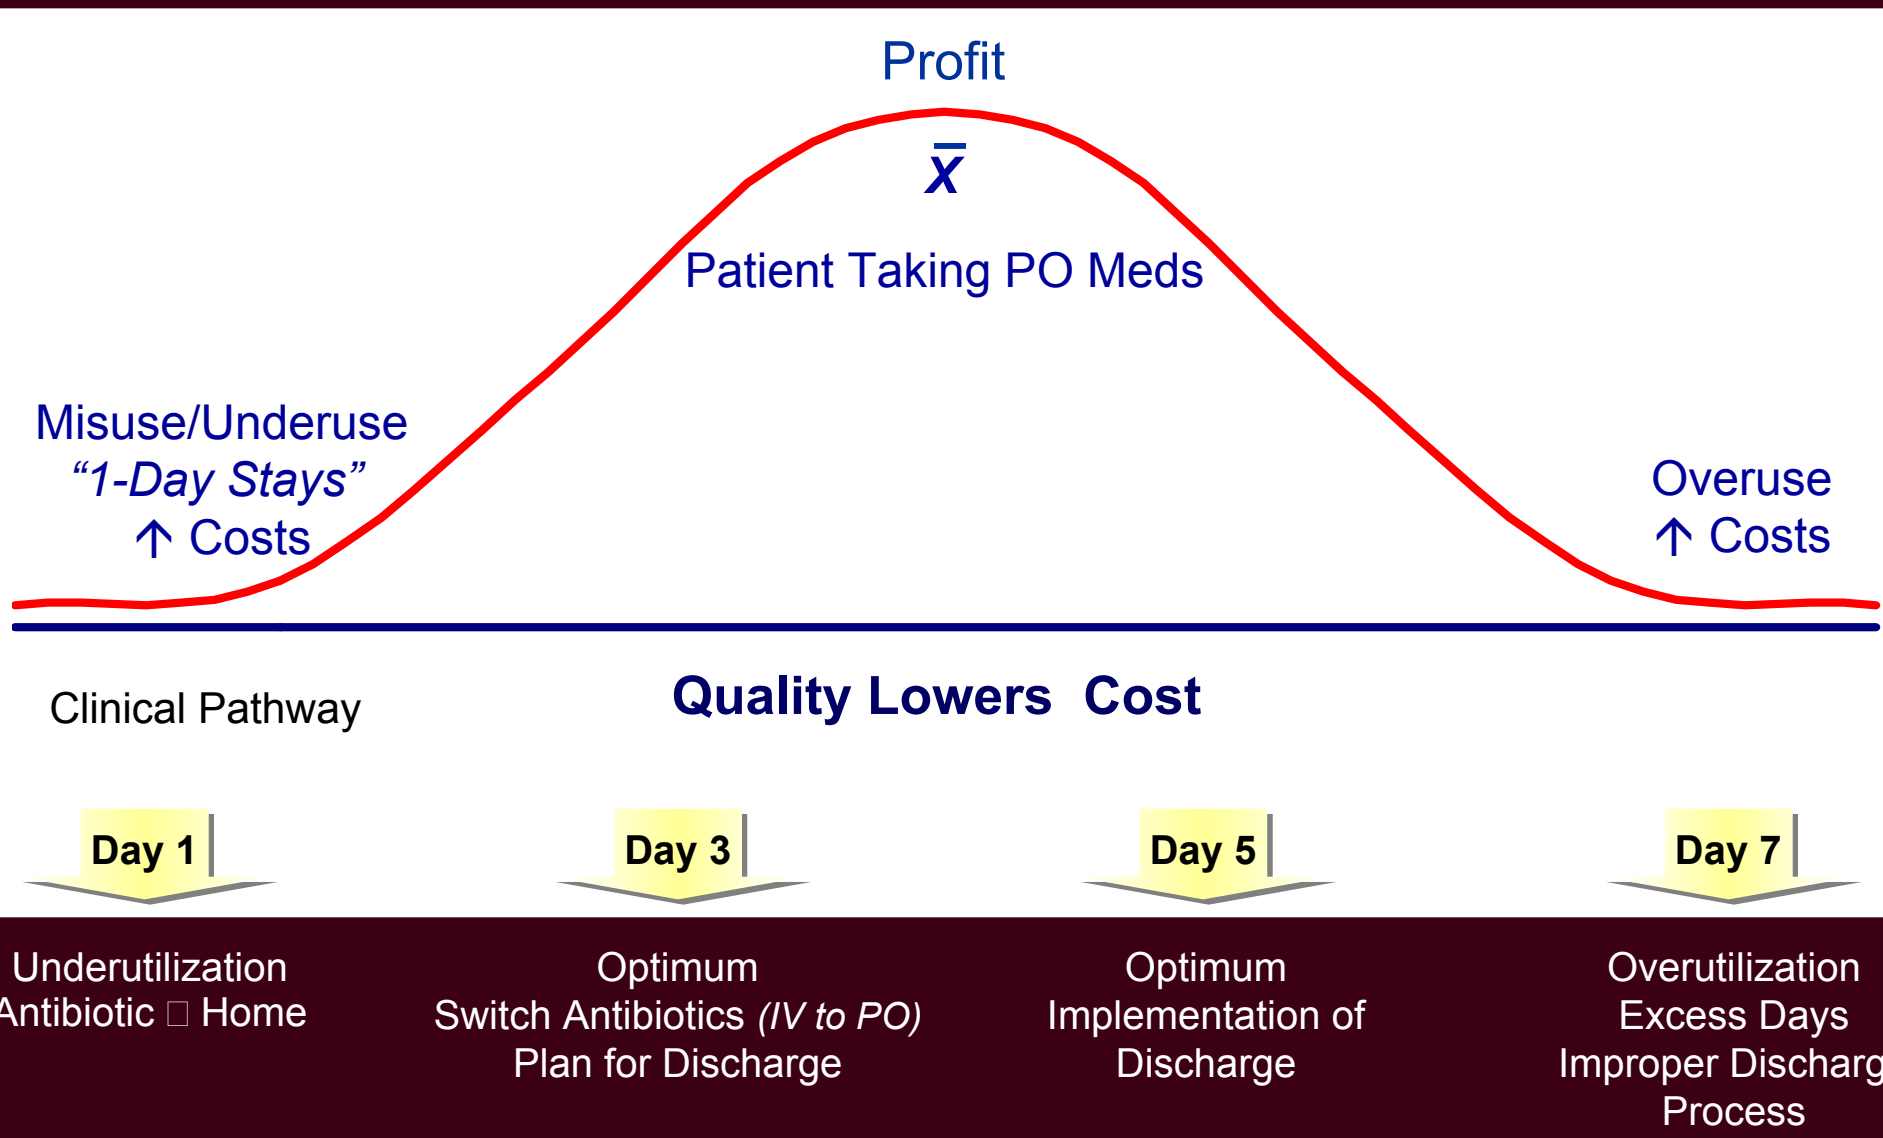 Profit
x̄
Patient Taking PO Meds
Misuse/Underuse
“1-Day Stays”
↑ Costs
Overuse
↑ Costs
Clinical Pathway
Quality Lowers Cost
Day 1
Day 3
Day 5
Day 7
Underutilization
Antibiotic □ Home
Optimum
Switch Antibiotics (IV to PO)
Plan for Discharge
Optimum
Implementation of
Discharge
Overutilization
Excess Days
Improper Discharg
Process